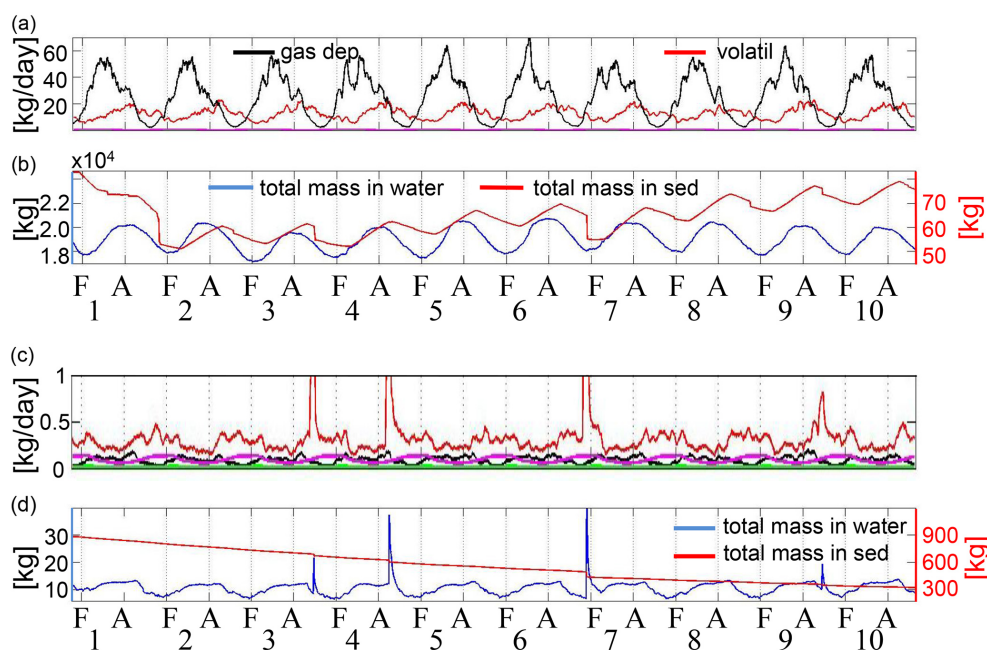 (a)
[kg/day]
60
40
20
gas dep
volatil
(b)
x10⁴
[kg]
2.2
2.0
1.8
total mass in water
total mass in sed
70
60
50
[kg]
F A F A F A F A F A F A F A F A F A F A
1 2 3 4 5 6 7 8 9 10
(c)
[kg/day]
1
0.5
0
(d)
[kg]
30
20
10
total mass in water
total mass in sed
900
600
300
[kg]
F A F A F A F A F A F A F A F A F A F A
1 2 3 4 5 6 7 8 9 10